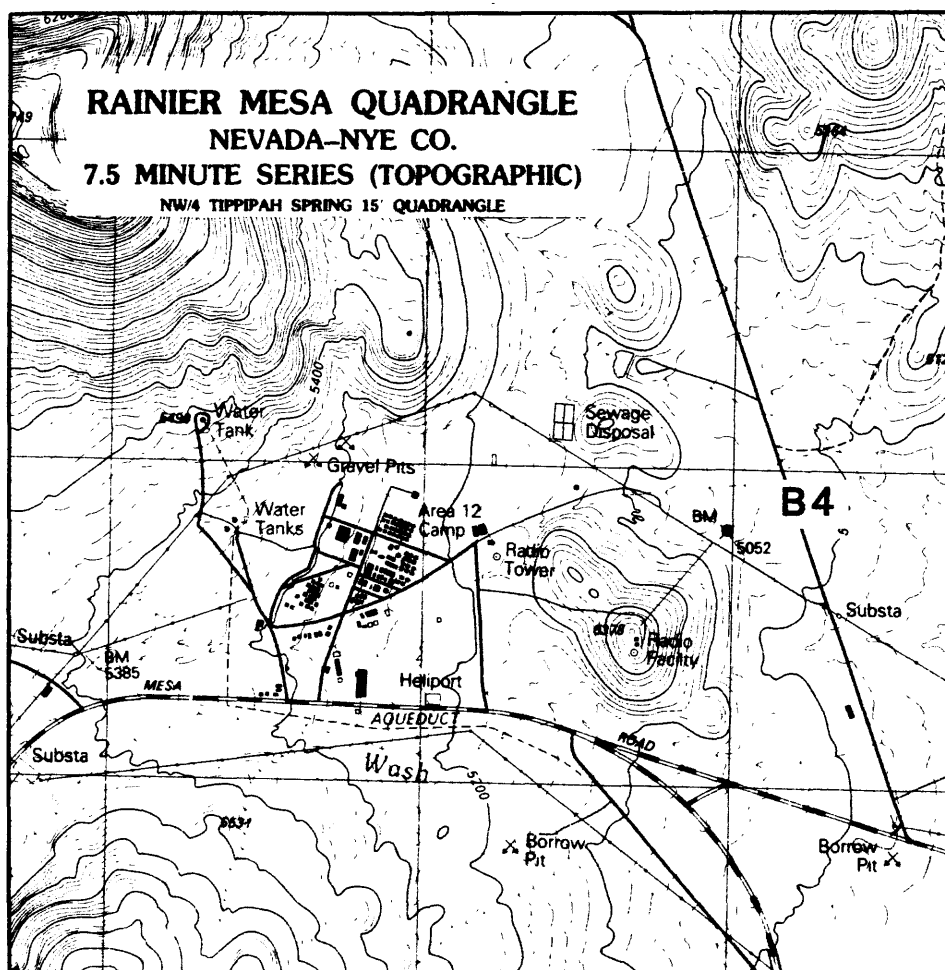 6200
RAINIER MESA QUADRANGLE
NEVADA–NYE CO.
7.5 MINUTE SERIES (TOPOGRAPHIC)
NW/4 TIPPIPAH SPRING 15' QUADRANGLE
5400
Water
Tank
Sewage
Disposal
Gravel Pits
Water
Tanks
Area 12
Camp
B4
BM
5052
Radio
Tower
Substa
Substa
BM
5385
Radio
Facility
MESA
Heliport
AQUEDUCT
ROAD
Substa
Wash
5200
Borrow
Pit
Borrow
Pit